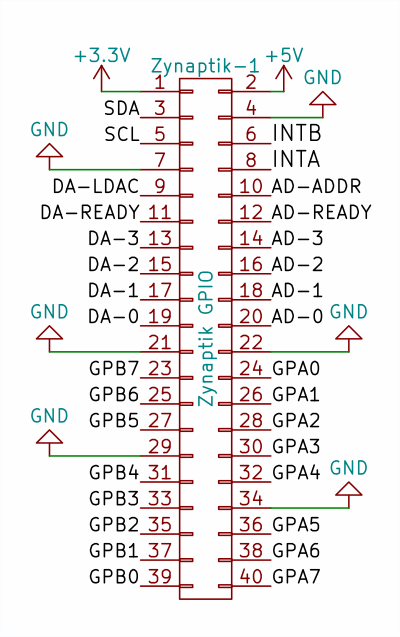 +3.3V Zynaptik-1 +5V
1 2 GND
SDA 3 4
SCL 5 6 INTB
GND 7 8 INTA
DA-LDAC 9 10 AD-ADDR
DA-READY 11 12 AD-READY
DA-3 13 14 AD-3
DA-2 15 16 AD-2
DA-1 17 18 AD-1
DA-0 19 20 AD-0
GND 21 22 GND
GPB7 23 24 GPA0
GPB6 25 26 GPA1
GPB5 27 28 GPA2
GND 29 30 GPA3
GPB4 31 32 GPA4
GPB3 33 34 GND
GPB2 35 36 GPA5
GPB1 37 38 GPA6
GPB0 39 40 GPA7
Zynaptik GPIO